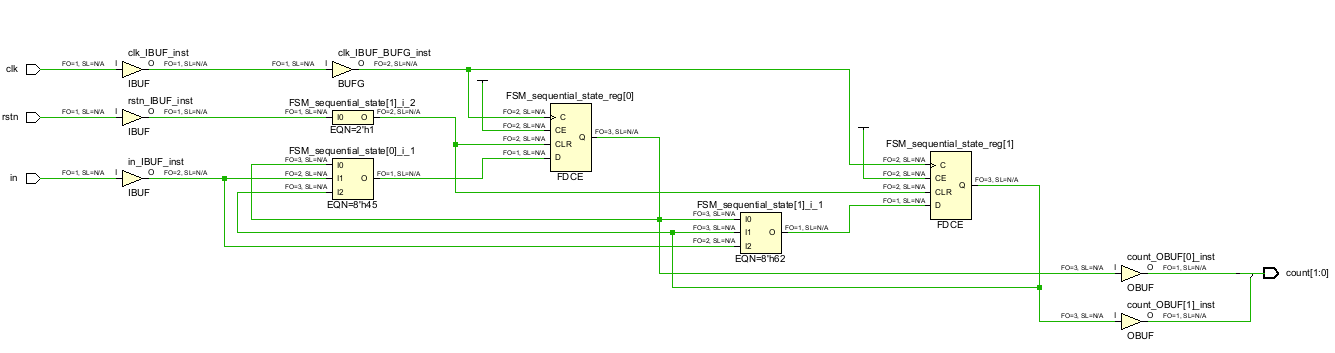 clk_IBUF_inst
clk_IBUF_BUFG_inst
clk FO=1, SL=N/A I O FO=1, SL=N/A FO=1, SL=N/A I O FO=2, SL=N/A
IBUF BUFG
rstn_IBUF_inst FSM_sequential_state[1]_i_2
rstn FO=1, SL=N/A I O FO=1, SL=N/A FO=1, SL=N/A I0 O FO=2, SL=N/A
IBUF EQN=2'h1
in_IBUF_inst FSM_sequential_state[0]_i_1
in FO=1, SL=N/A I O FO=2, SL=N/A
IBUF
FO=3, SL=N/A I0
FO=2, SL=N/A I1 O FO=1, SL=N/A
FO=3, SL=N/A I2
EQN=8'h45
FSM_sequential_state_reg[0]
FO=2, SL=N/A C
FO=2, SL=N/A CE
FO=2, SL=N/A CLR Q FO=3, SL=N/A
FO=1, SL=N/A D
FDCE
FSM_sequential_state[1]_i_1
FO=3, SL=N/A I0
FO=3, SL=N/A I1 O FO=1, SL=N/A
FO=2, SL=N/A I2
EQN=8'h62
FSM_sequential_state_reg[1]
FO=2, SL=N/A C
FO=2, SL=N/A CE
FO=2, SL=N/A CLR Q FO=3, SL=N/A
FO=1, SL=N/A D
FDCE
count_OBUF[0]_inst
FO=3, SL=N/A I O FO=1, SL=N/A count[1:0]
OBUF
count_OBUF[1]_inst
FO=3, SL=N/A I O FO=1, SL=N/A
OBUF